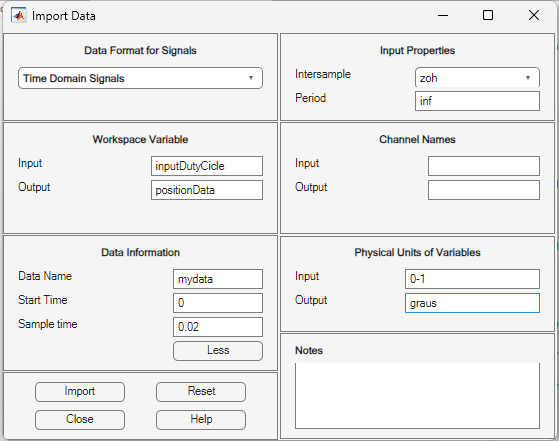 Import Data
Data Format for Signals
Time Domain Signals
Input Properties
Intersample zoh
Period inf
Workspace Variable
Input inputDutyCicle
Output positionData
Channel Names
Input
Output
Data Information
Data Name mydata
Start Time 0
Sample time 0.02
Less
Physical Units of Variables
Input 0-1
Output graus
Notes
Import Reset
Close Help